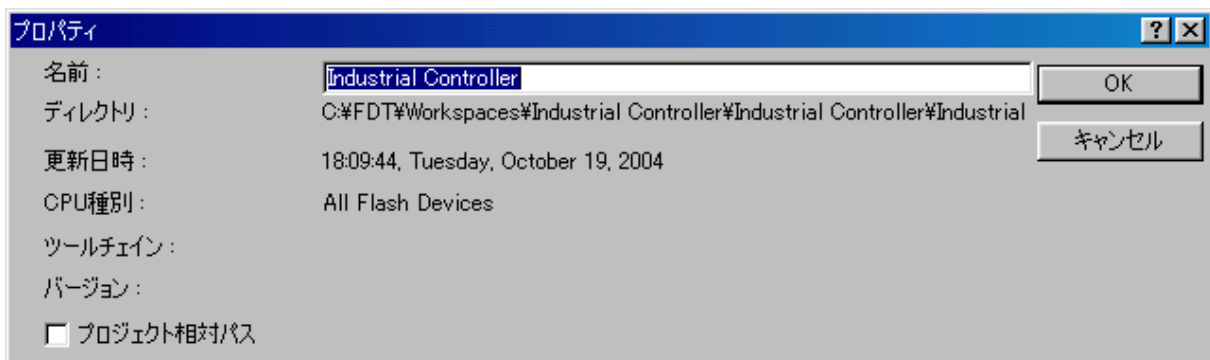 プロパティ
名前 : Industrial Controller OK
ディレクトリ : C:¥FDT¥Workspaces¥Industrial Controller¥Industrial Controller¥Industrial
キャンセル
更新日時 : 18:09:44, Tuesday, October 19, 2004
CPU種別 : All Flash Devices
ツールチェイン :
バージョン :
プロジェクト相対パス